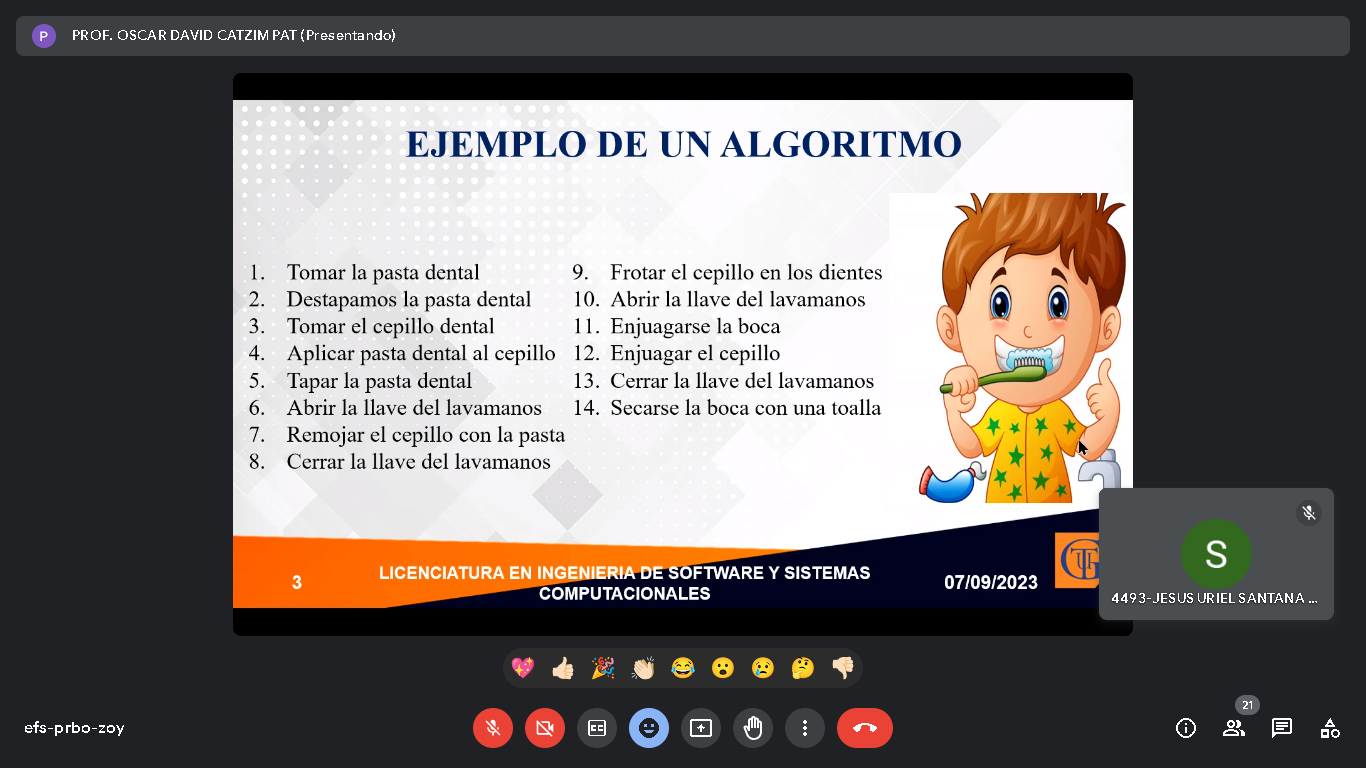 P
PROF. OSCAR DAVID CATZIM PAT (Presentando)
EJEMPLO DE UN ALGORITMO
1. Tomar la pasta dental
2. Destapamos la pasta dental
3. Tomar el cepillo dental
4. Aplicar pasta dental al cepillo
5. Tapar la pasta dental
6. Abrir la llave del lavamanos
7. Remojar el cepillo con la pasta
8. Cerrar la llave del lavamanos
9. Frotar el cepillo en los dientes
10. Abrir la llave del lavamanos
11. Enjuagarse la boca
12. Enjuagar el cepillo
13. Cerrar la llave del lavamanos
14. Secarse la boca con una toalla
3
LICENCIATURA EN INGENIERIA DE SOFTWARE Y SISTEMAS
COMPUTACIONALES
07/09/2023
S
4493-JESUS URIEL SANTANA ...
efs-prbo-zoy
CC
21